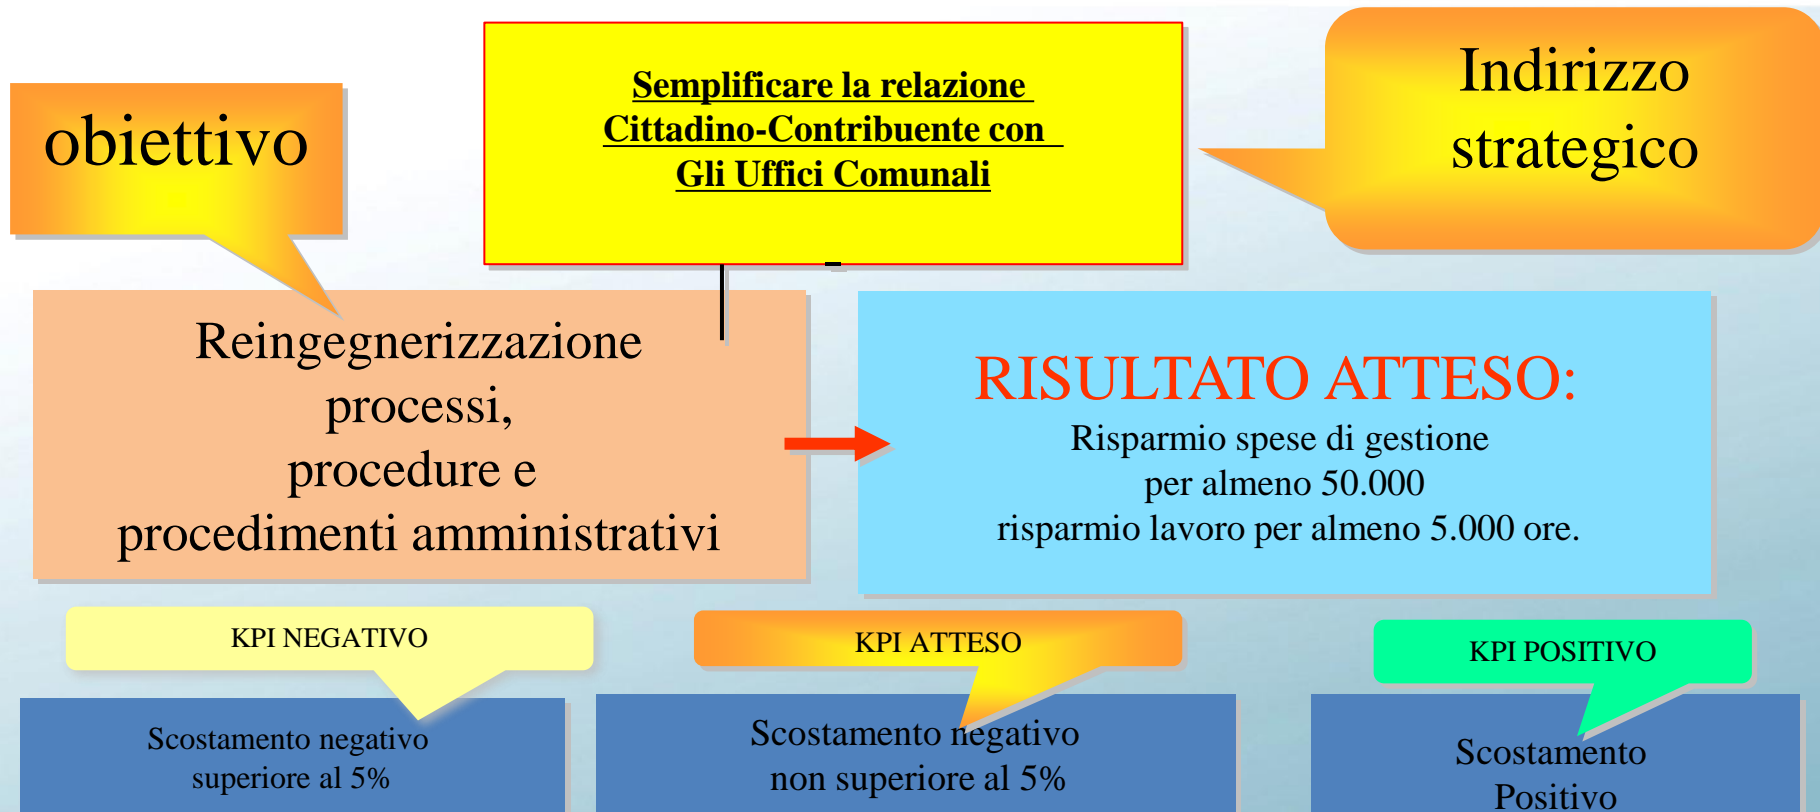 obiettivo
Semplificare la relazione
Cittadino-Contribuente con
Gli Uffici Comunali
Indirizzo
strategico
Reingegnerizzazione
processi,
procedure e
procedimenti amministrativi
RISULTATO ATTESO:
Risparmio spese di gestione
per almeno 50.000
risparmio lavoro per almeno 5.000 ore.
KPI NEGATIVO
Scostamento negativo
superiore al 5%
KPI ATTESO
Scostamento negativo
non superiore al 5%
KPI POSITIVO
Scostamento
Positivo